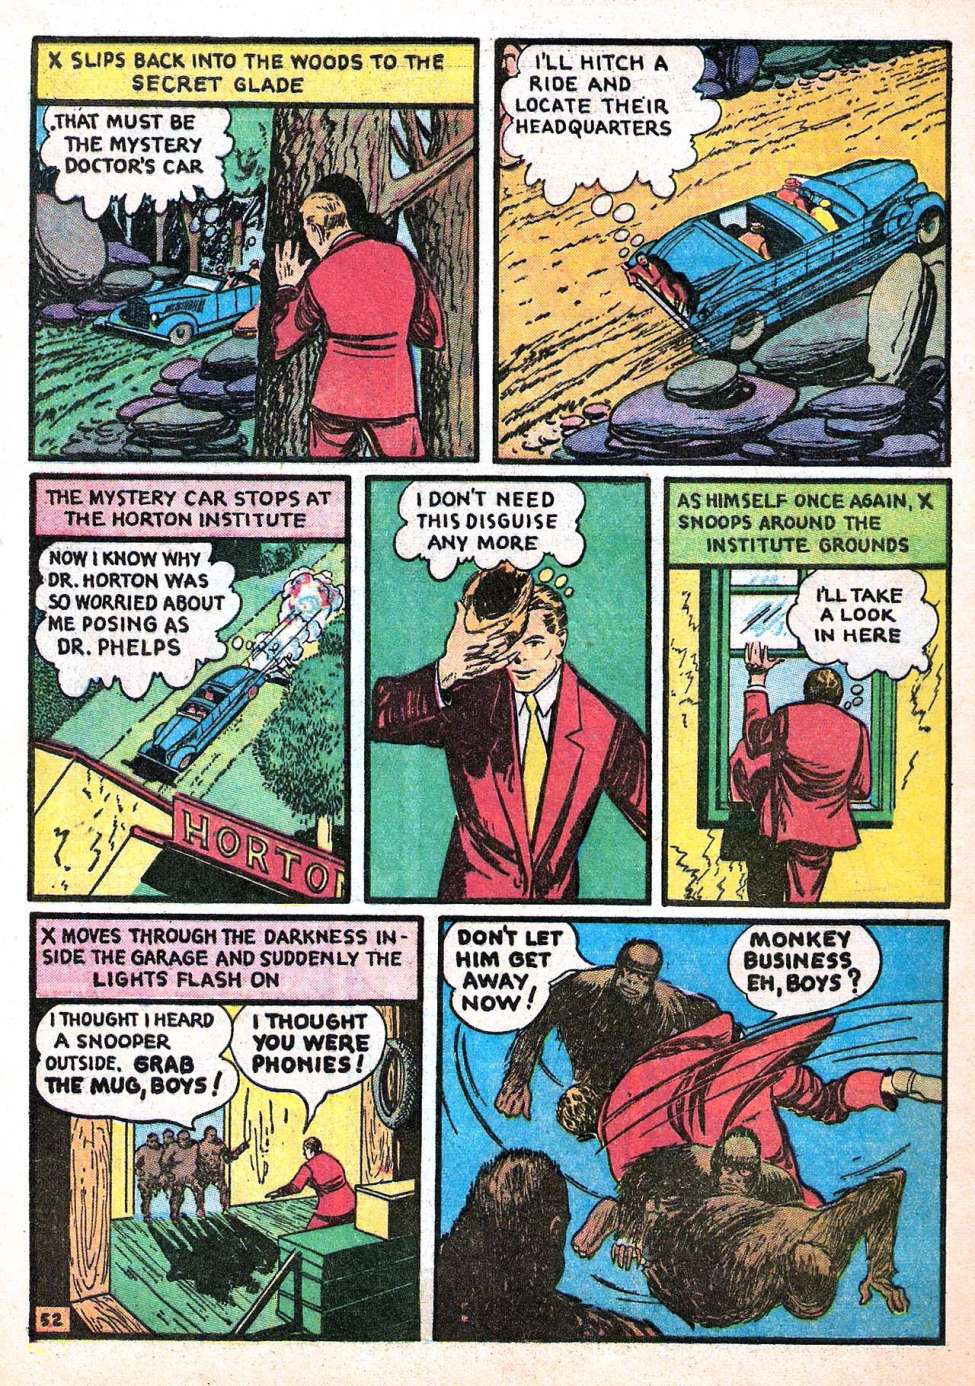 X SLIPS BACK INTO THE WOODS TO THE
SECRET GLADE
THAT MUST BE
THE MYSTERY
DOCTOR'S CAR
I'LL HITCH A
RIDE AND
LOCATE THEIR
HEADQUARTERS
THE MYSTERY CAR STOPS AT
THE HORTON INSTITUTE
NOW I KNOW WHY
DR. HORTON WAS
SO WORRIED ABOUT
ME POSING AS
DR. PHELPS
HORTON
I DON'T NEED
THIS DISGUISE
ANY MORE
AS HIMSELF ONCE AGAIN, X
SNOOPS AROUND THE
INSTITUTE GROUNDS
I'LL TAKE
A LOOK
IN HERE
X MOVES THROUGH THE DARKNESS IN-
SIDE THE GARAGE AND SUDDENLY THE
LIGHTS FLASH ON
I THOUGHT I HEARD
A SNOOPER
OUTSIDE. GRAB
THE MUG, BOYS!
I THOUGHT
YOU WERE
PHONIES!
52
DON'T LET
HIM GET
AWAY
NOW!
MONKEY
BUSINESS
EH, BOYS?